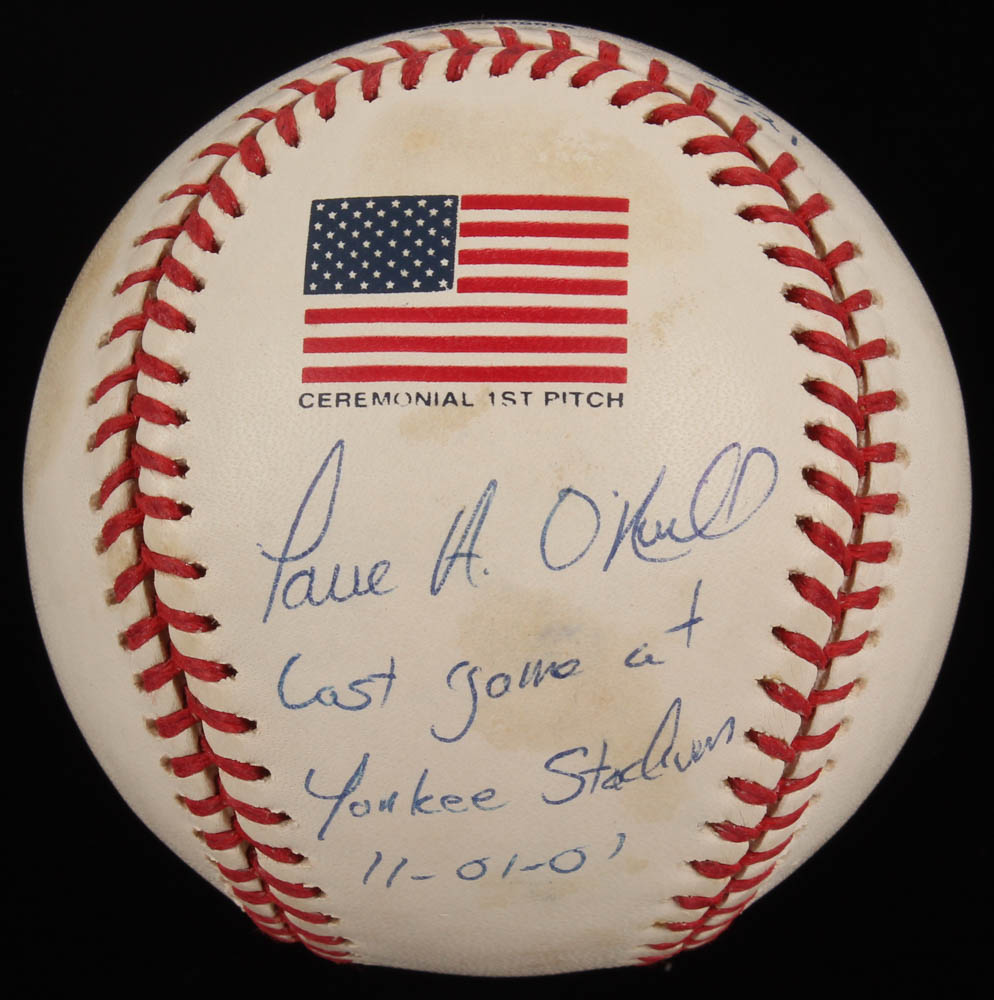 CEREMONIAL 1ST PITCH
Paul A. O'Neill
Last game at
Yankee Stadium
11-01-01